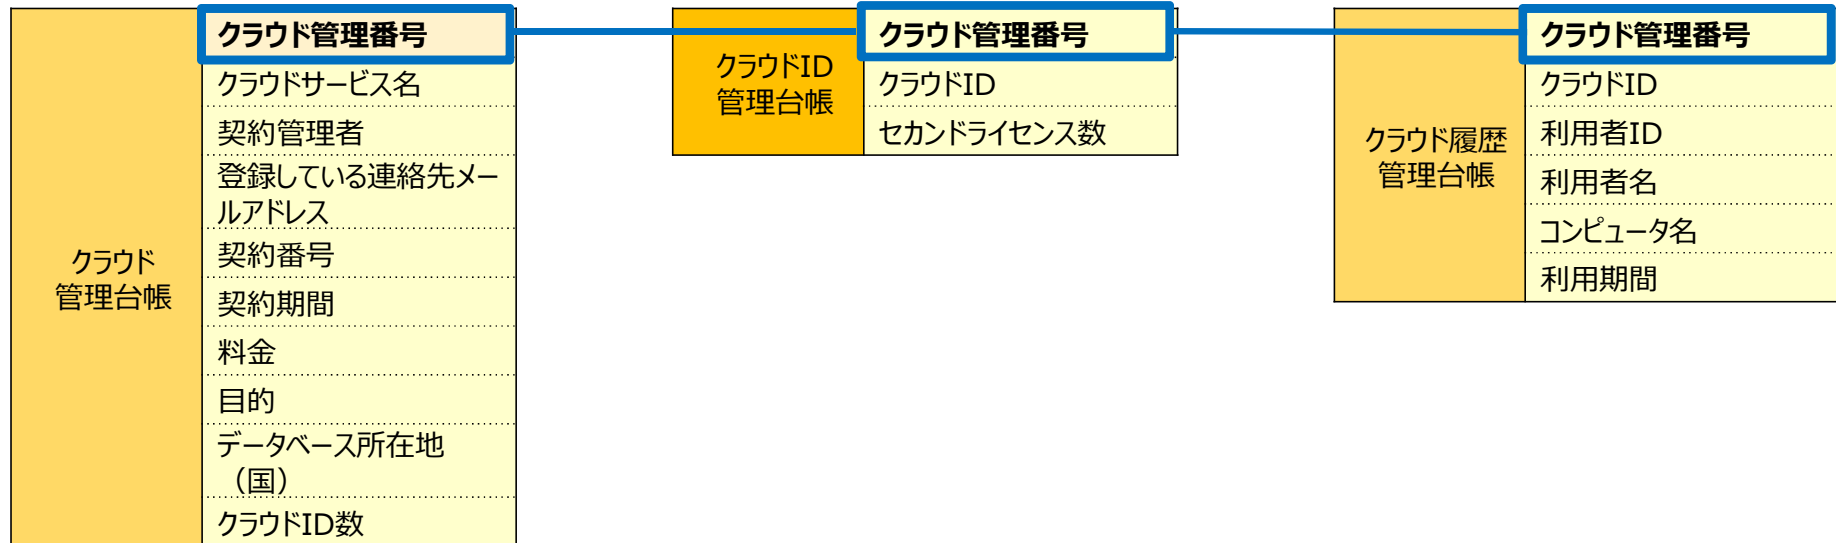 クラウド
管理台帳
クラウド管理番号
クラウドサービス名
契約管理者
登録している連絡先メー
ルアドレス
契約番号
契約期間
料金
目的
データベース所在地
（国）
クラウドID数
クラウドID
管理台帳
クラウド管理番号
クラウドID
セカンドライセンス数
クラウド履歴
管理台帳
クラウド管理番号
クラウドID
利用者ID
利用者名
コンピュータ名
利用期間